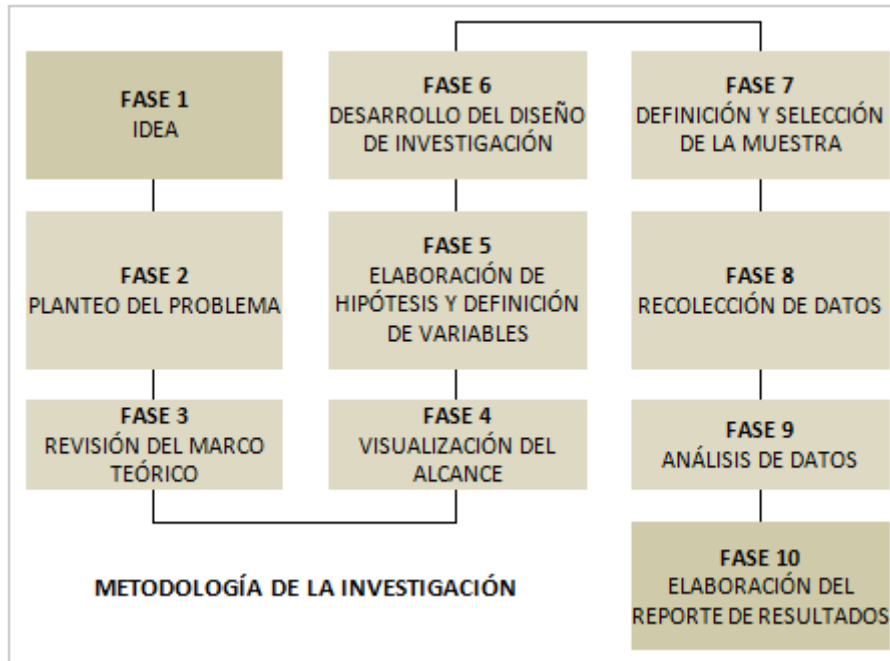 FASE 1
IDEA
FASE 2
PLANTEO DEL PROBLEMA
FASE 3
REVISIÓN DEL MARCO
TEÓRICO
FASE 4
VISUALIZACIÓN DEL
ALCANCE
FASE 5
ELABORACIÓN DE
HIPÓTESIS Y DEFINICIÓN
DE VARIABLES
FASE 6
DESARROLLO DEL DISEÑO
DE INVESTIGACIÓN
FASE 7
DEFINICIÓN Y SELECCIÓN
DE LA MUESTRA
FASE 8
RECOLECCIÓN DE DATOS
FASE 9
ANÁLISIS DE DATOS
FASE 10
ELABORACIÓN DEL
REPORTE DE RESULTADOS
METODOLOGÍA DE LA INVESTIGACIÓN